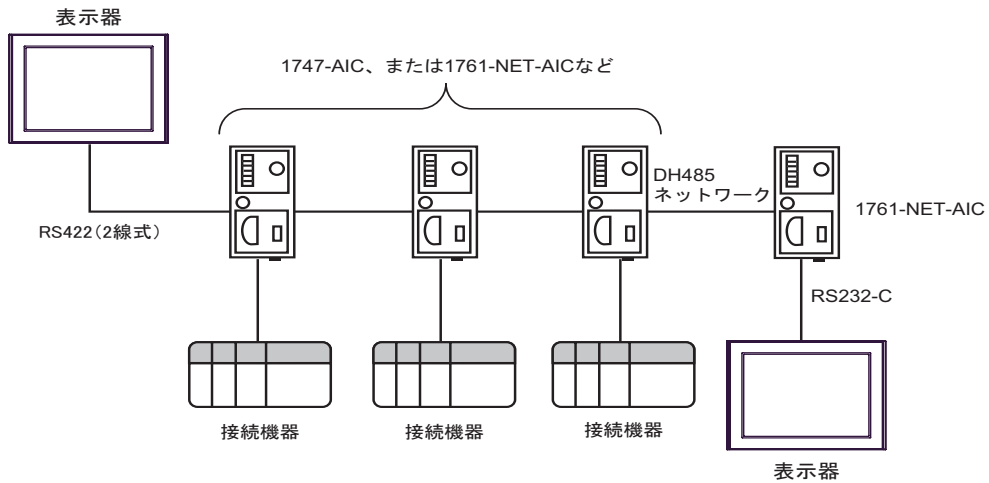 表示器
1747-AIC、または1761-NET-AICなど
DH485
ネットワーク
1761-NET-AIC
RS422(2線式)
RS232-C
接続機器
接続機器
接続機器
表示器